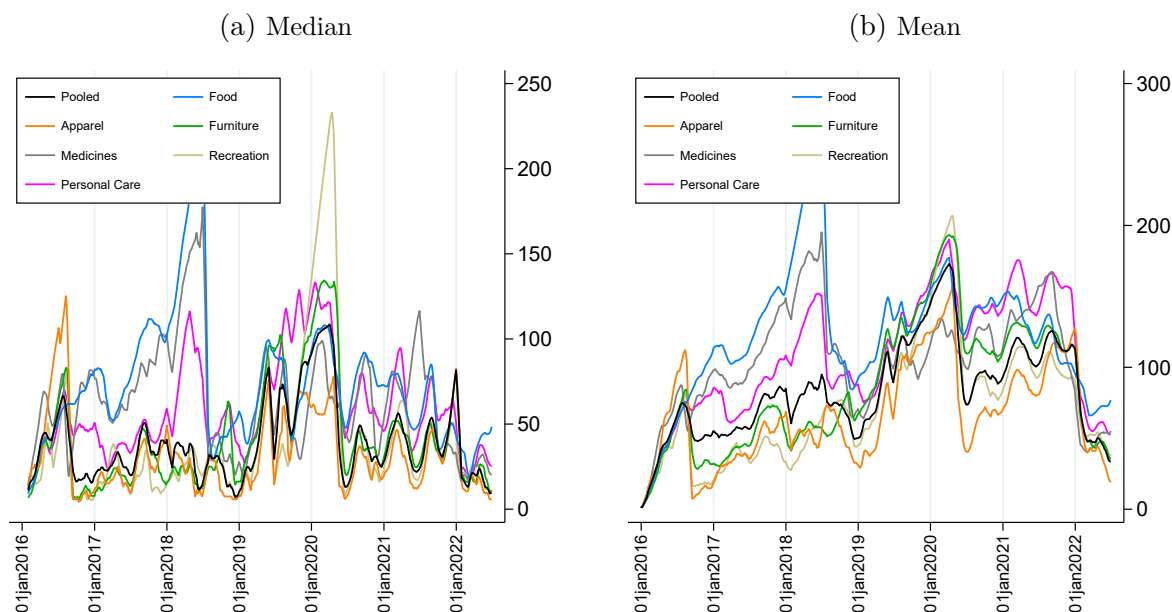 (a) Median
Pooled
Food
Apparel
Furniture
Medicines
Recreation
Personal Care
250
200
150
100
50
0
01jan2016
01jan2017
01jan2018
01jan2019
01jan2020
01jan2021
01jan2022
(b) Mean
Pooled
Food
Apparel
Furniture
Medicines
Recreation
Personal Care
300
200
100
0
01jan2016
01jan2017
01jan2018
01jan2019
01jan2020
01jan2021
01jan2022